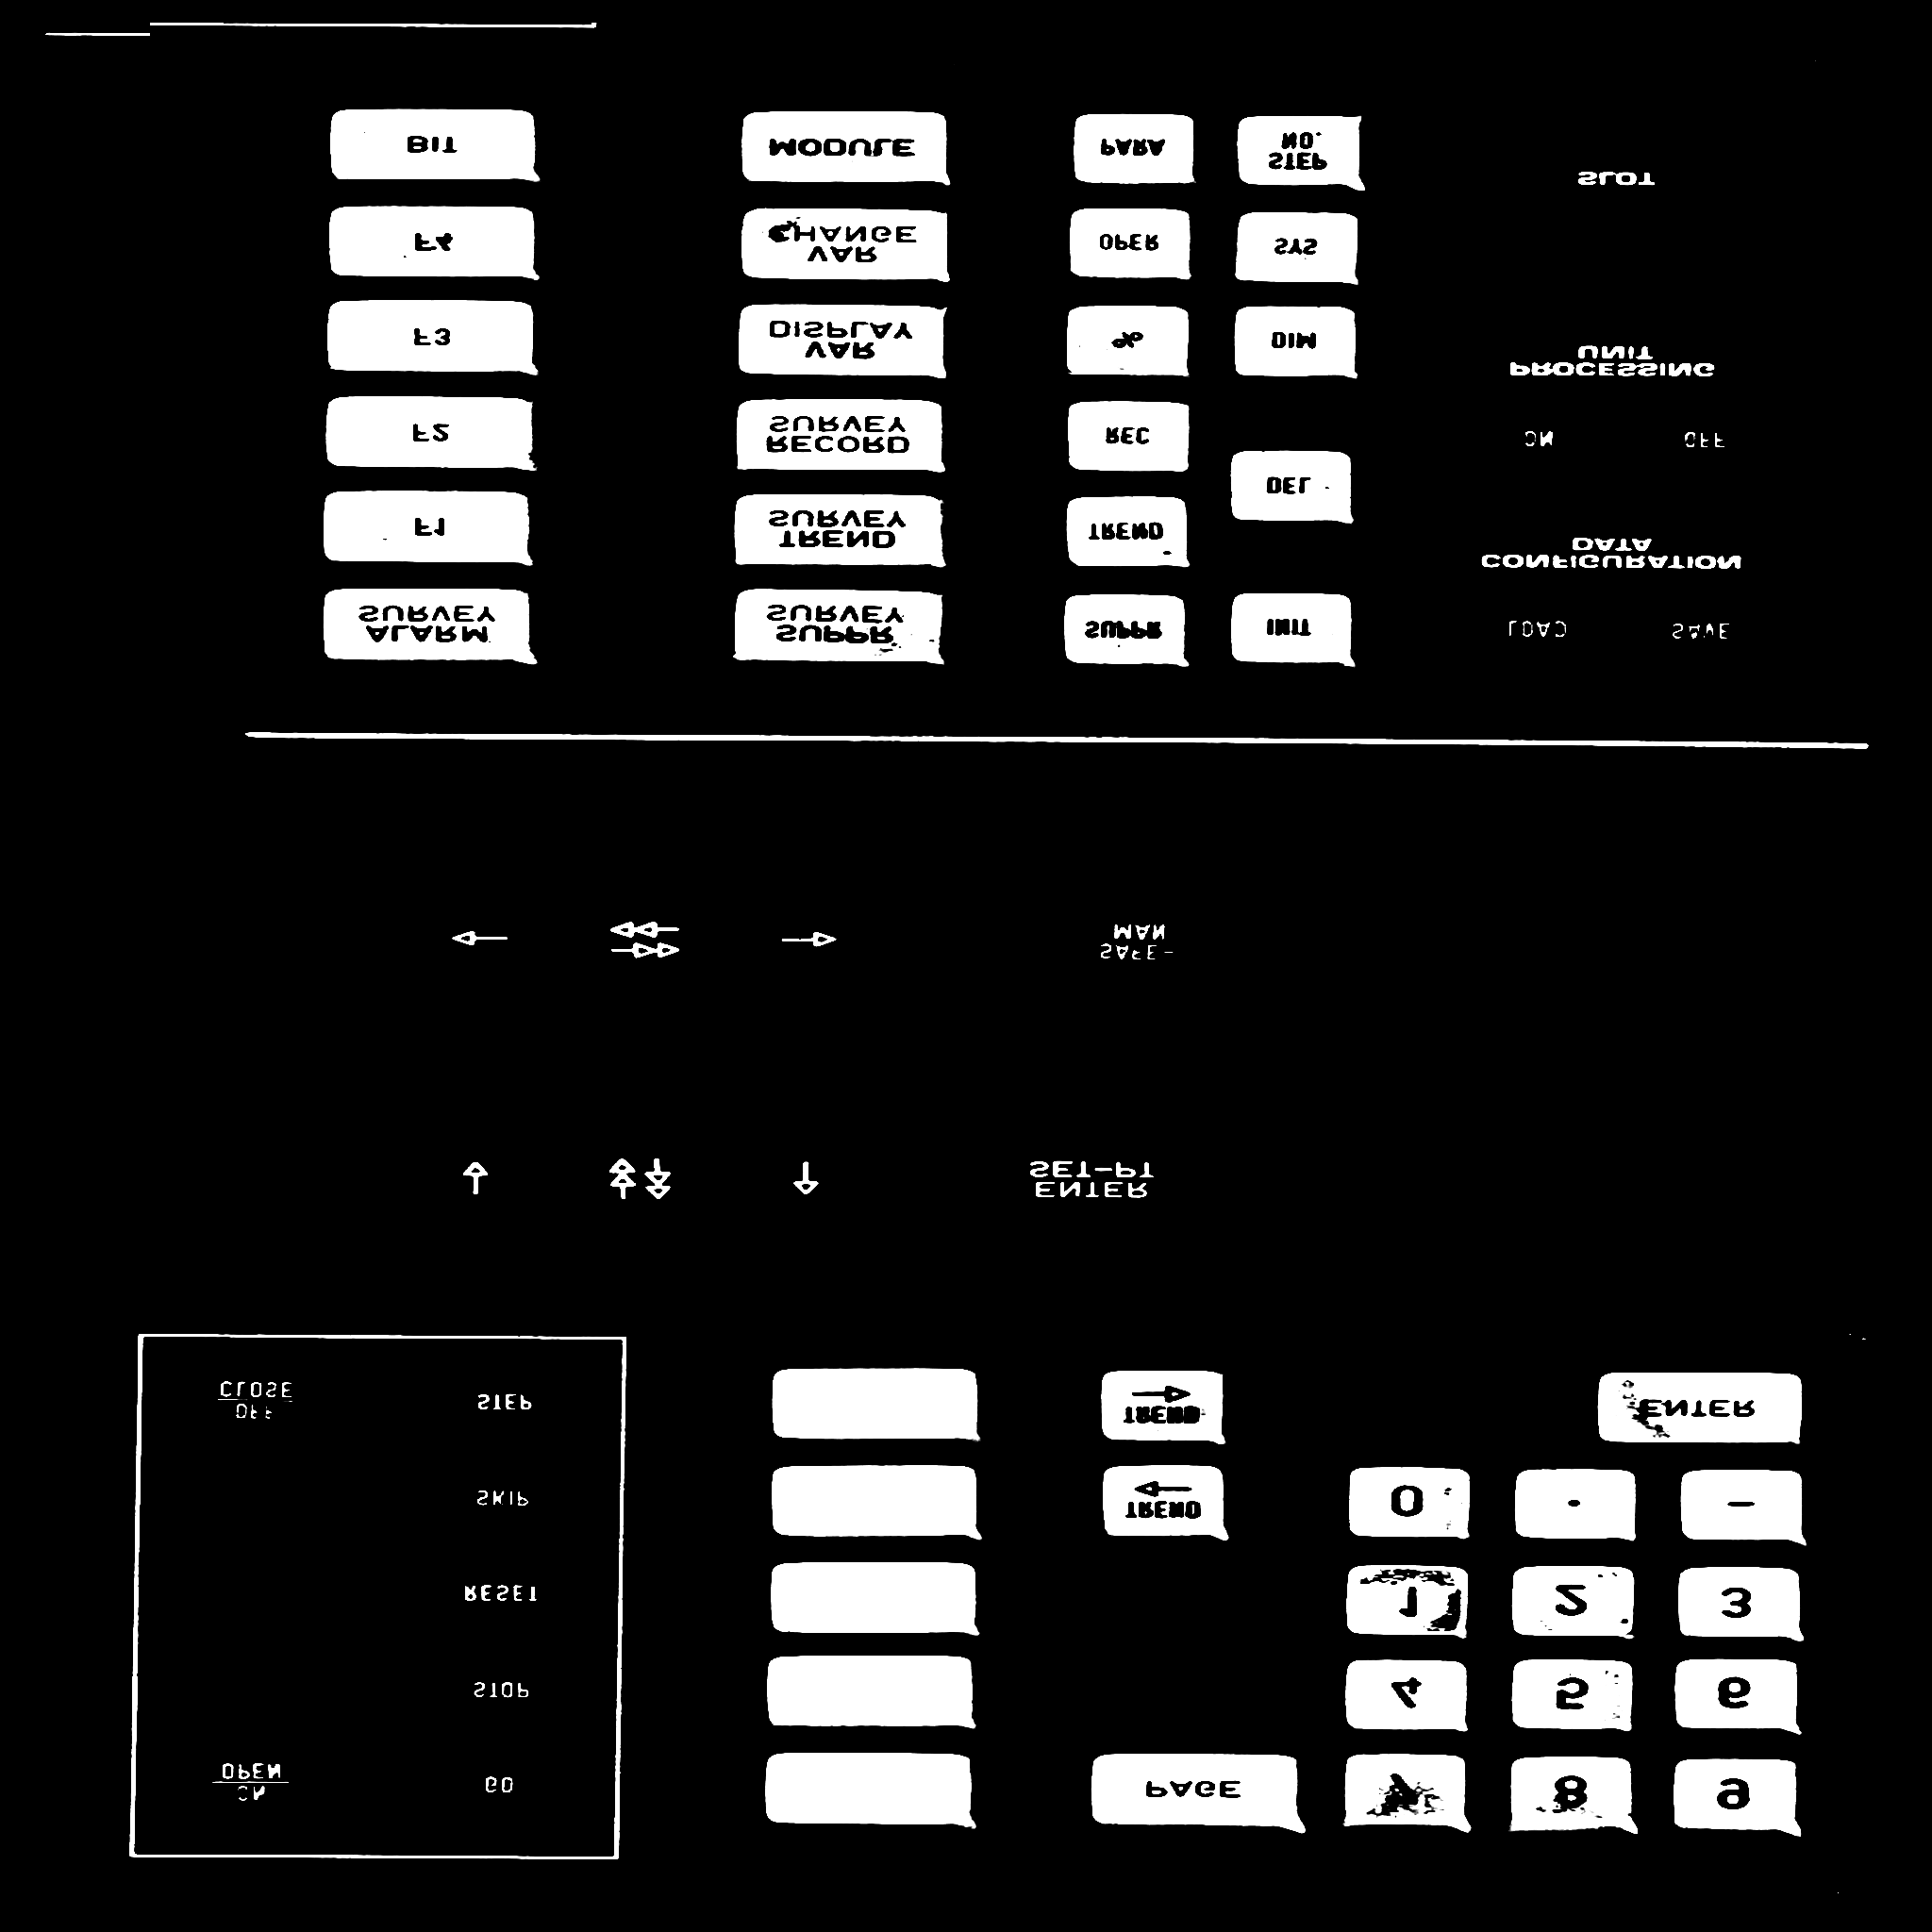 ON
OPEN
GO
PAGE
8
9
STOP
4
5
6
RESET
1
2
3
SKIP
TREND
0
.
-
OFF
CLOSE
STEP
TREND
ENTER
ENTER
SET-PT
SAFE-
MAN
ALARM
SURVEY
SUPPR
SURVEY
SUPPR
INIT
LOAD
SAVE
F1
TREND
SURVEY
TREND
CONFIGURATION
DATA
DEL
F2
RECORD
SURVEY
REC
ON
OFF
F3
VAR
DISPLAY
%
DIM
PROCESSING
UNIT
F4
VAR
CHANGE
OPER
SYS
BIT
MODULE
PARA
STEP
NO.
SLOT